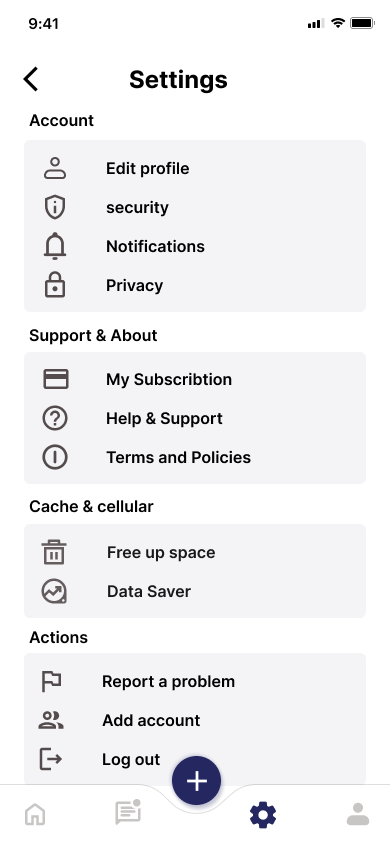 9:41
Settings
Account
Edit profile
security
Notifications
Privacy
Support & About
My Subscribtion
Help & Support
Terms and Policies
Cache & cellular
Free up space
Data Saver
Actions
Report a problem
Add account
Log out